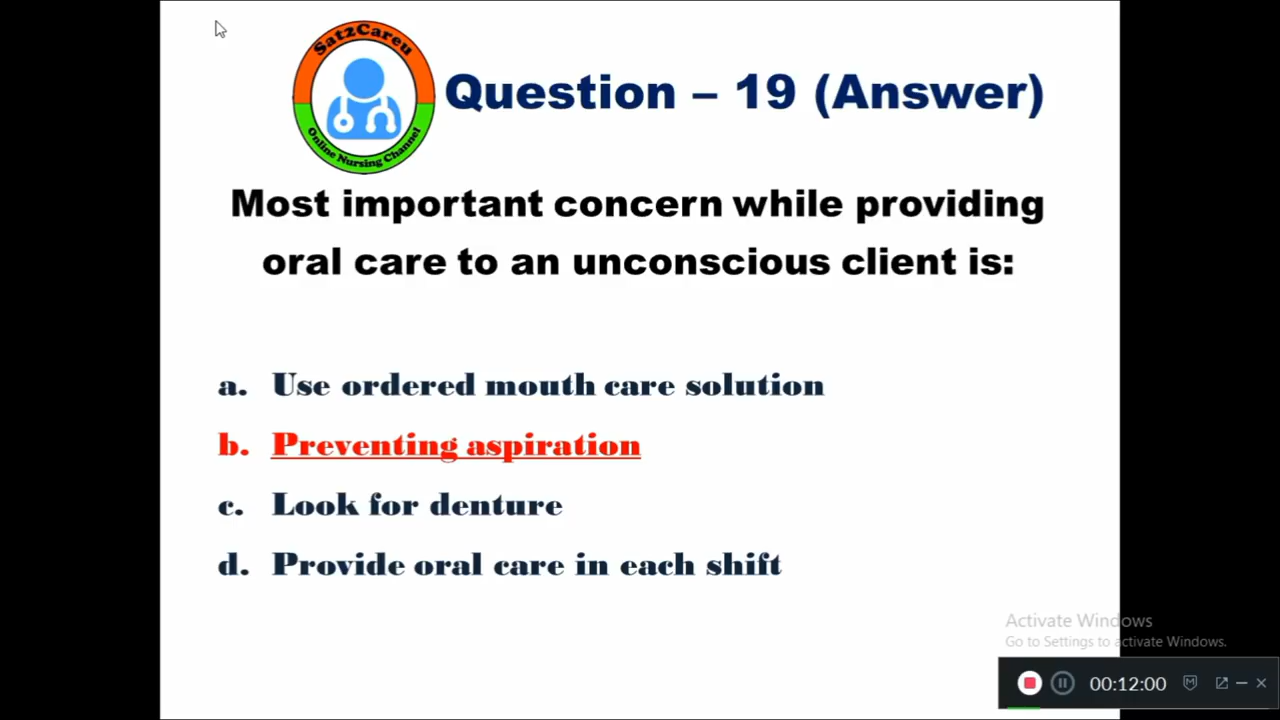 Sat2Careu
Online Nursing Channel
Question – 19 (Answer)
Most important concern while providing
oral care to an unconscious client is:
a. Use ordered mouth care solution
b. Preventing aspiration
c. Look for denture
d. Provide oral care in each shift
Activate Windows
Go to Settings to activate Windows.
00:12:00